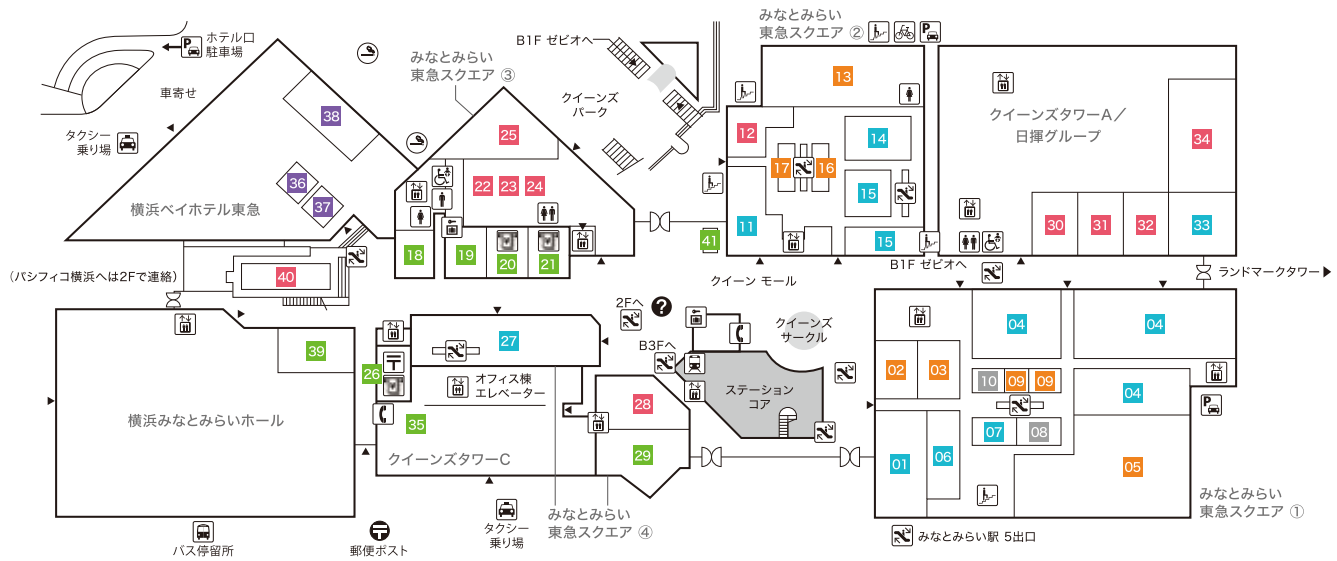 ホテル口
駐車場
車寄せ
タクシー
乗り場
38
36
37
横浜ベイホテル東急
(パシフィコ横浜へは2Fで連絡)
40
みなとみらい
東急スクエア ③
25
22
23
24
18
19
20
21
B1F ゼビオへ
クイーンズ
パーク
みなとみらい
東急スクエア ②
13
12
17
16
14
15
11
15
41
クイーン モール
B1F ゼビオへ
クイーンズタワーA／
日揮グループ
34
30
31
32
33
ランドマークタワー
39
横浜みなとみらいホール
バス停留所
26
27
オフィス棟
エレベーター
35
クイーンズタワーC
28
29
郵便ポスト
タクシー
乗り場
みなとみらい
東急スクエア ④
2Fへ
?
B3Fへ
クイーンズ
サークル
ステーション
コア
04
04
02
03
10
09
09
04
07
08
01
06
05
みなとみらい
東急スクエア ①
みなとみらい駅 5出口
P
P
P